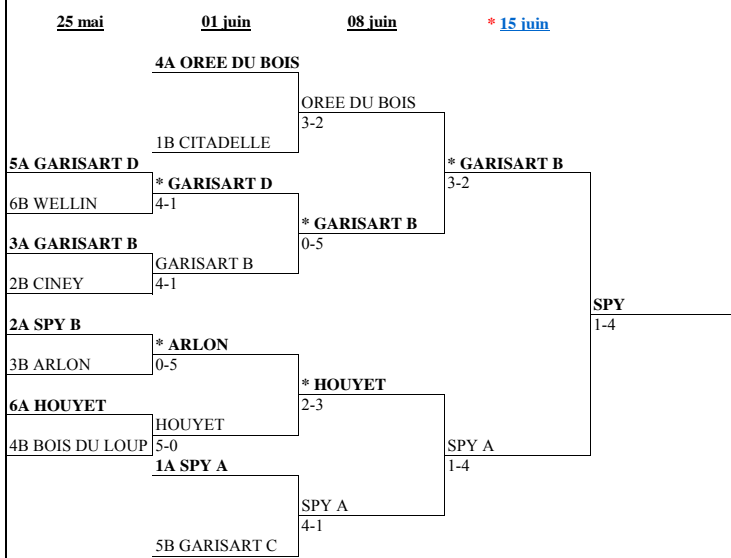 25 mai 01 juin 08 juin * 15 juin
4A OREE DU BOIS
OREE DU BOIS
3-2
1B CITADELLE
5A GARISART D
* GARISART B
* GARISART D
3-2
6B WELLIN
4-1
* GARISART B
3A GARISART B
0-5
GARISART B
2B CINEY
4-1
SPY
2A SPY B
1-4
* ARLON
3B ARLON
0-5
* HOUYET
6A HOUYET
2-3
HOUYET
4B BOIS DU LOUP
5-0
SPY A
1A SPY A
1-4
SPY A
4-1
5B GARISART C